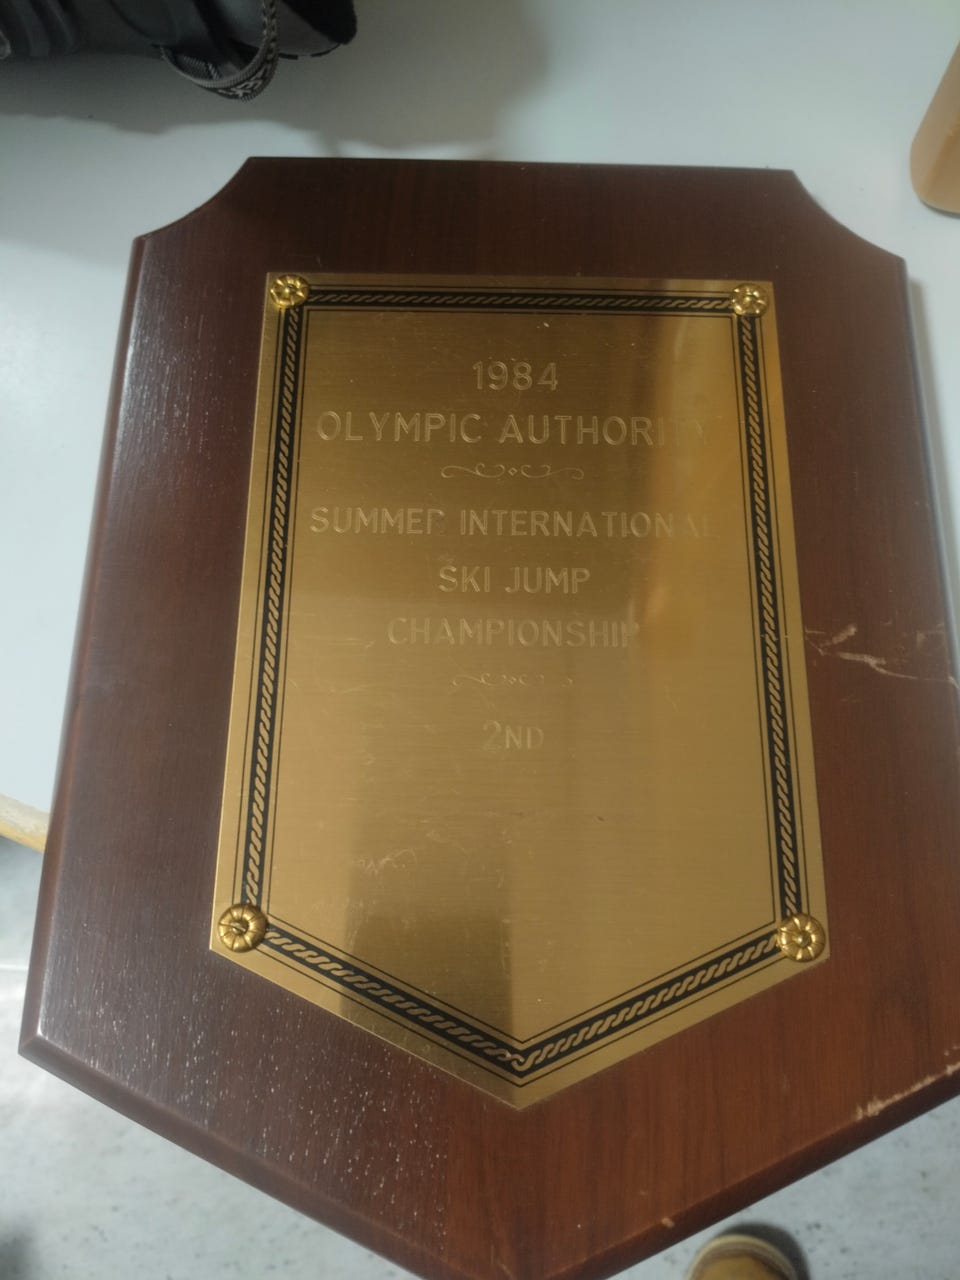 1984
OLYMPIC AUTHORITY
SUMMER INTERNATIONAL
SKI JUMP
CHAMPIONSHIP
2ND